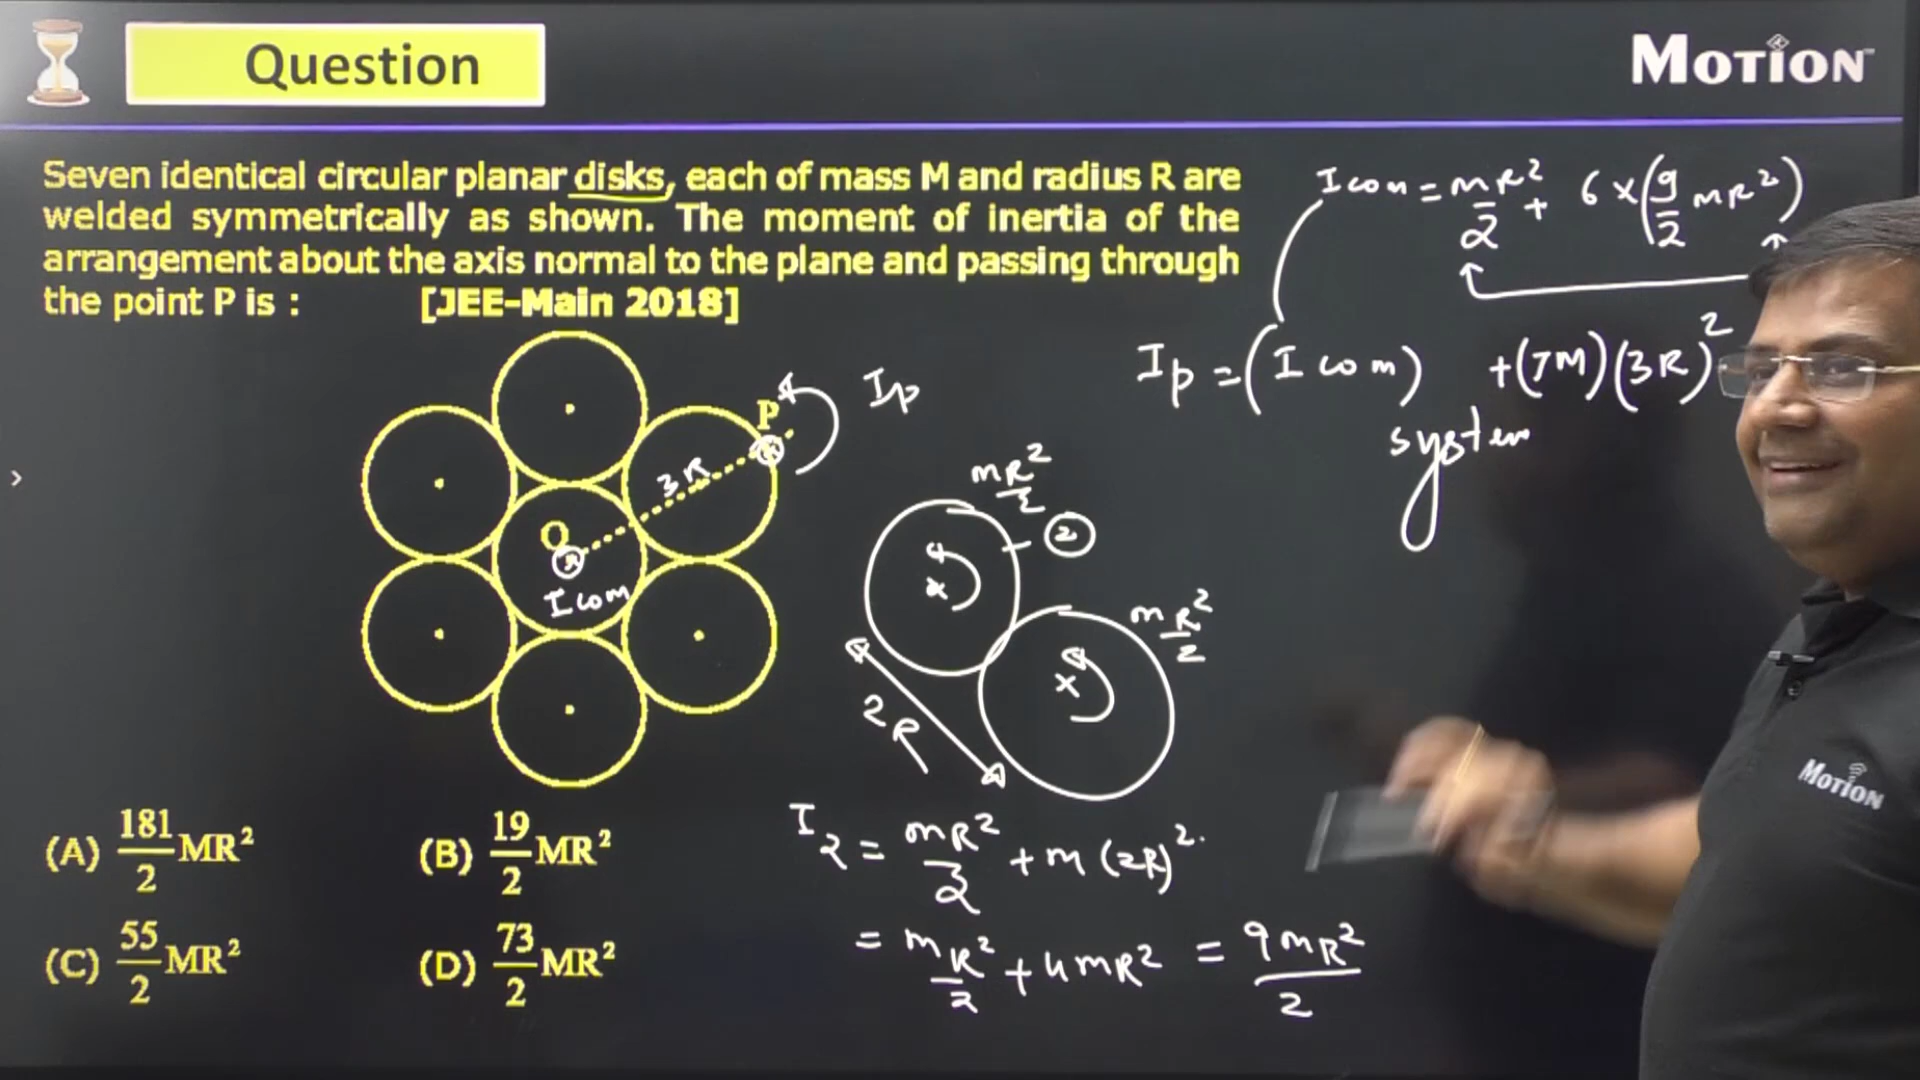 Question
MOTION
Seven identical circular planar disks, each of mass M and radius R are
welded symmetrically as shown. The moment of inertia of the
arrangement about the axis normal to the plane and passing through
the point P is : [JEE-Main 2018]
Icom = mR²/2 + 6 × (9/2 mR²)
Ip = (Icom) + (7M)(3R)²
system
P
Ip
3R
O
Icom
mR²/2
2
mR²/2
2R
I₂ = mR²/2 + m(2R)²
= mR²/2 + 4mR² = 9mR²/2
(A) 181/2 MR² (B) 19/2 MR²
(C) 55/2 MR² (D) 73/2 MR²
MOTION